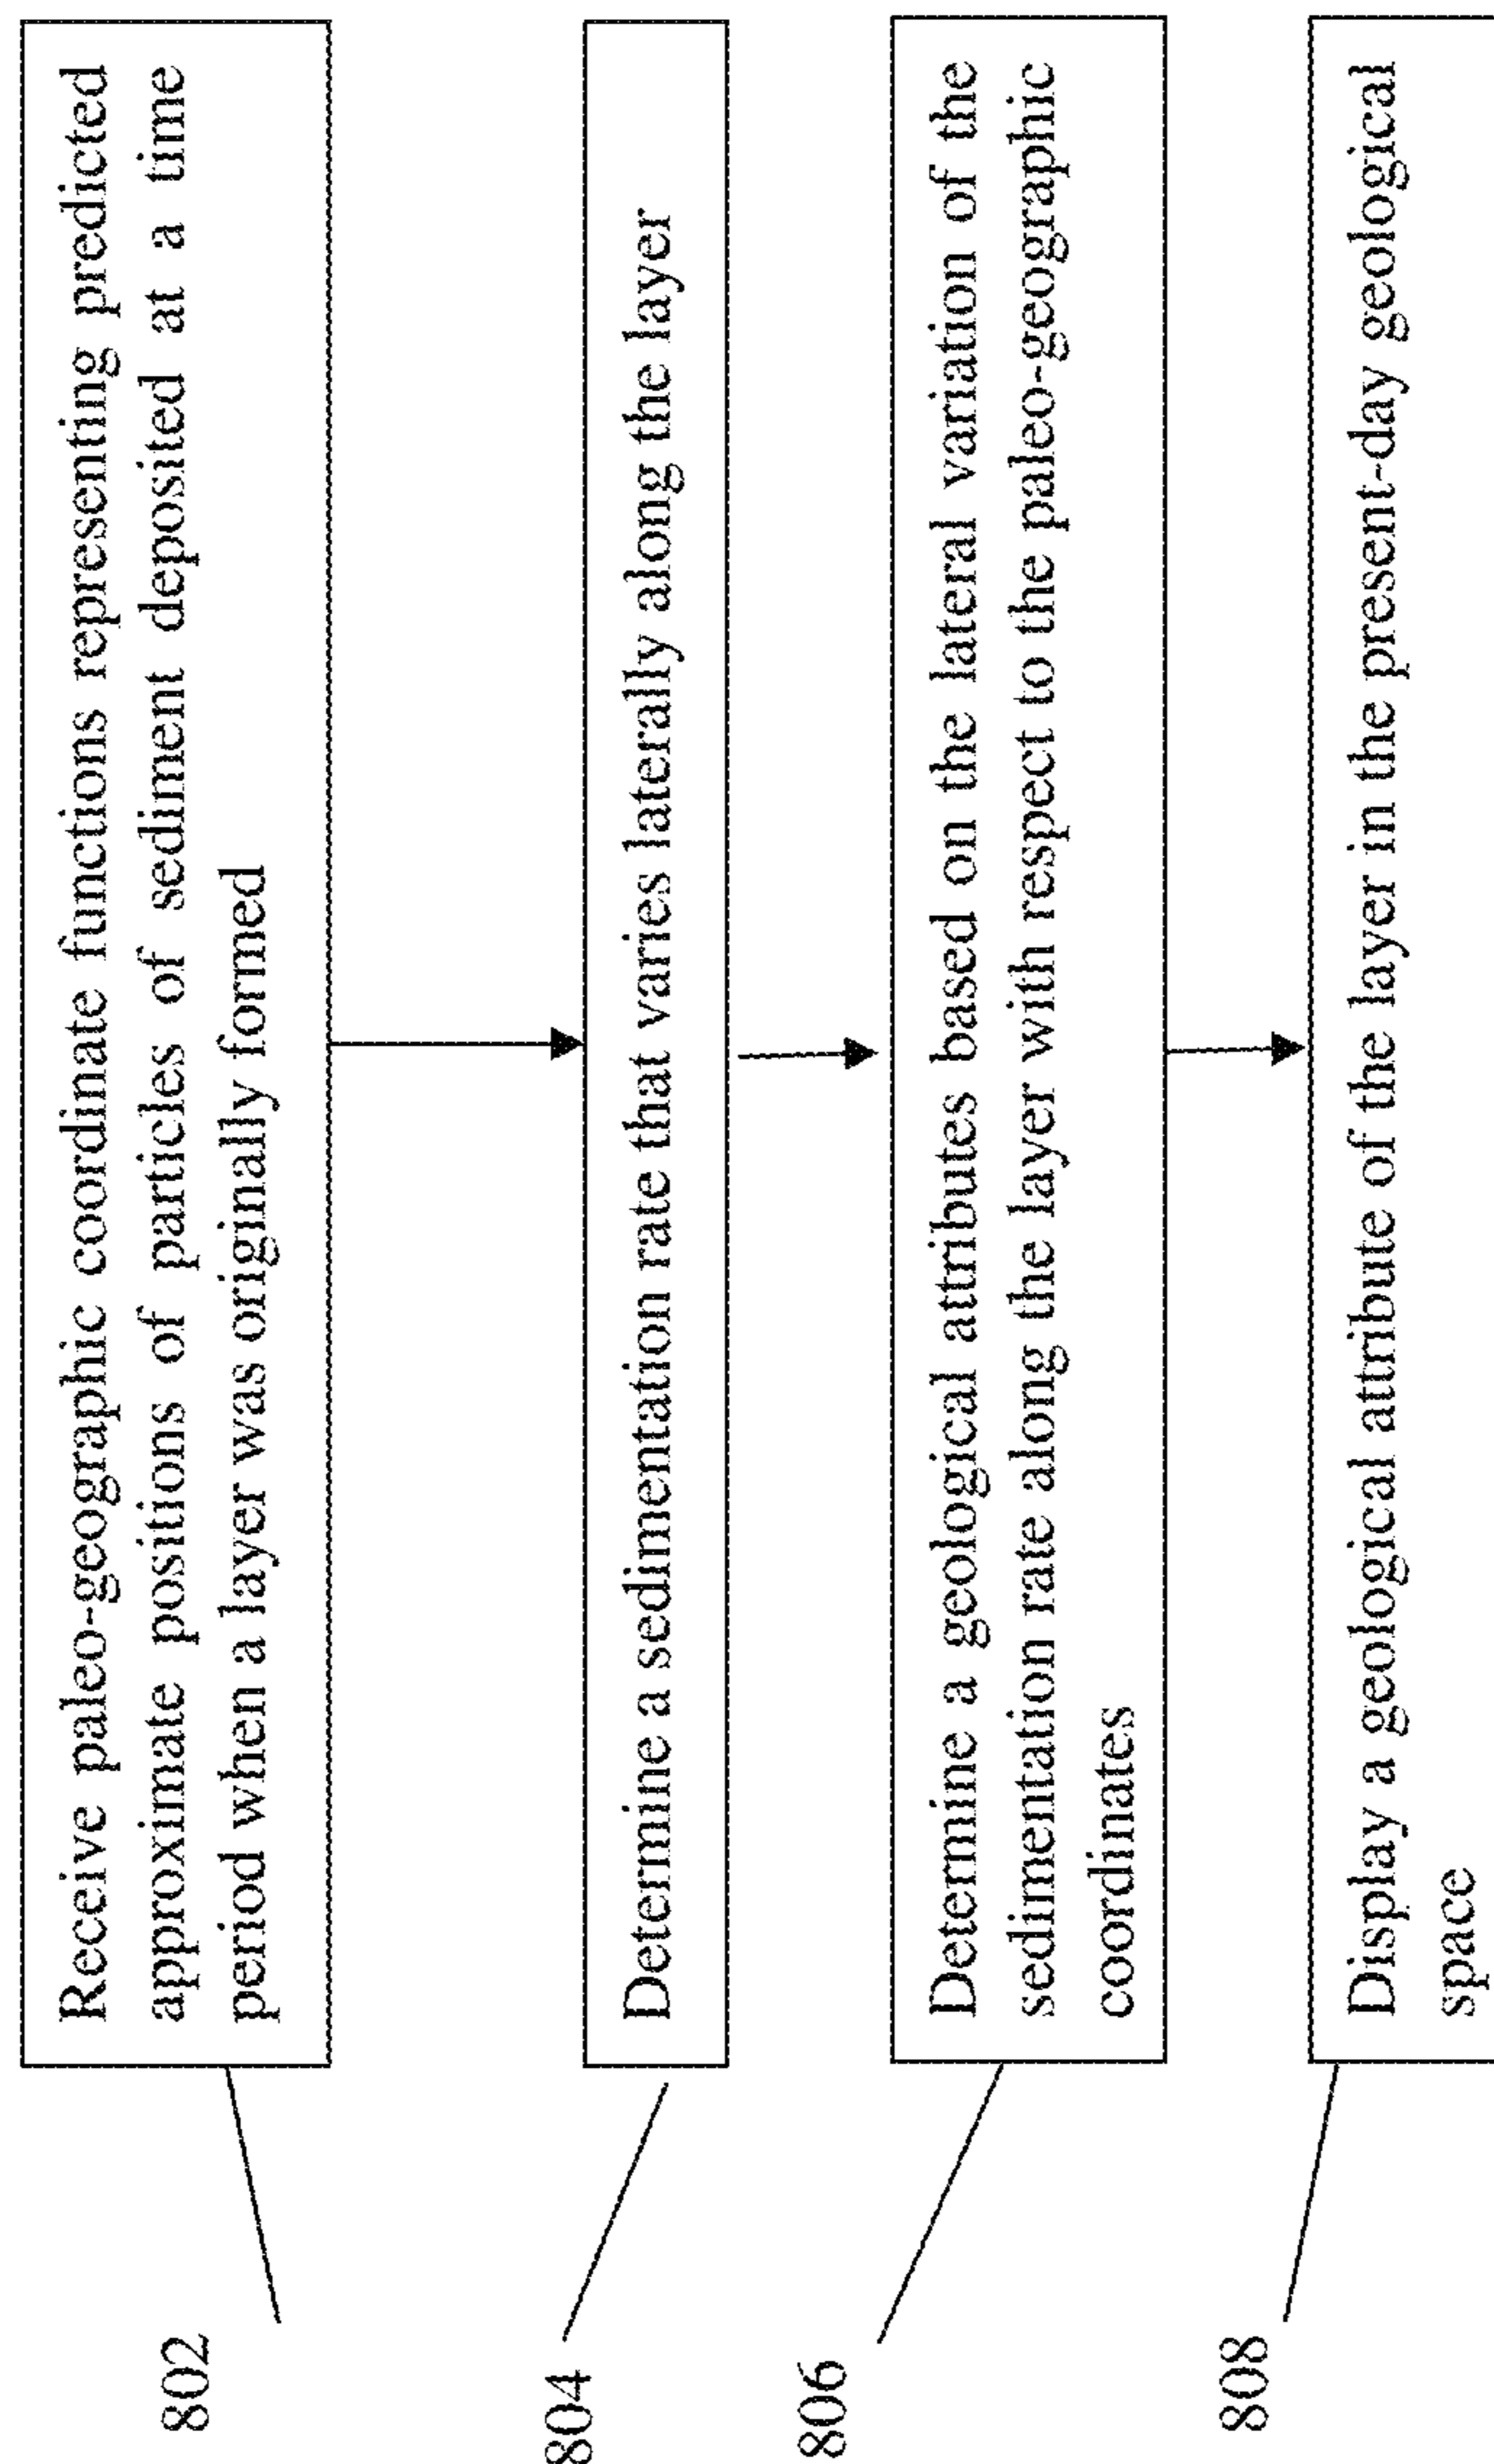 802
Receive paleo-geographic coordinate functions representing predicted
approximate positions of particles of sediment deposited at a time
period when a layer was originally formed
804
Determine a sedimentation rate that varies laterally along the layer
806
Determine a geological attributes based on the lateral variation of the
sedimentation rate along the layer with respect to the paleo-geographic
coordinates
808
Display a geological attribute of the layer in the present-day geological
space